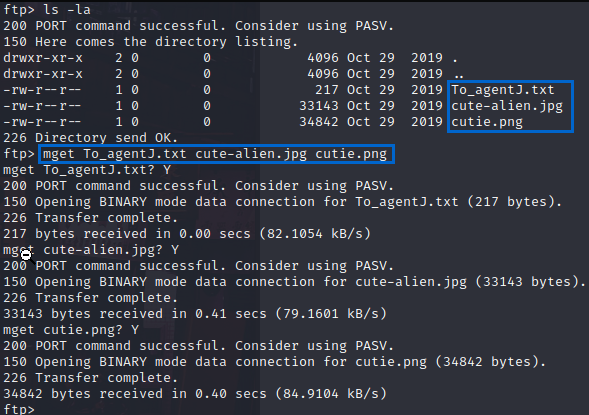 ftp> ls -la
200 PORT command successful. Consider using PASV.
150 Here comes the directory listing.
drwxr-xr-x    2 0        0            4096 Oct 29  2019 .
drwxr-xr-x    2 0        0            4096 Oct 29  2019 ..
-rw-r--r--    1 0        0             217 Oct 29  2019 To_agentJ.txt
-rw-r--r--    1 0        0           33143 Oct 29  2019 cute-alien.jpg
-rw-r--r--    1 0        0           34842 Oct 29  2019 cutie.png
226 Directory send OK.
ftp> mget To_agentJ.txt cute-alien.jpg cutie.png
mget To_agentJ.txt? Y
200 PORT command successful. Consider using PASV.
150 Opening BINARY mode data connection for To_agentJ.txt (217 bytes).
226 Transfer complete.
217 bytes received in 0.00 secs (82.1054 kB/s)
mget cute-alien.jpg? Y
200 PORT command successful. Consider using PASV.
150 Opening BINARY mode data connection for cute-alien.jpg (33143 bytes).
226 Transfer complete.
33143 bytes received in 0.41 secs (79.1601 kB/s)
mget cutie.png? Y
200 PORT command successful. Consider using PASV.
150 Opening BINARY mode data connection for cutie.png (34842 bytes).
226 Transfer complete.
34842 bytes received in 0.40 secs (84.9104 kB/s)
ftp>